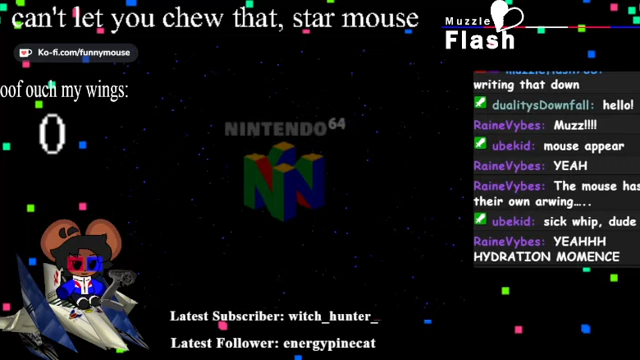 can't let you chew that, star mouse
Muzzle
Flash
Ko-fi.com/funnymouse
oof ouch my wings:
0
NINTENDO 64
writing that down
dualitysDownfall: hello!
RaineVybes: Muzz!!!!
ubekid: mouse appear
RaineVybes: YEAH
RaineVybes: The mouse has
their own arwing.....
ubekid: sick whip, dude
RaineVybes: YEAHHH
HYDRATION MOMENCE
Latest Subscriber: witch_hunter_
Latest Follower: energypinecat